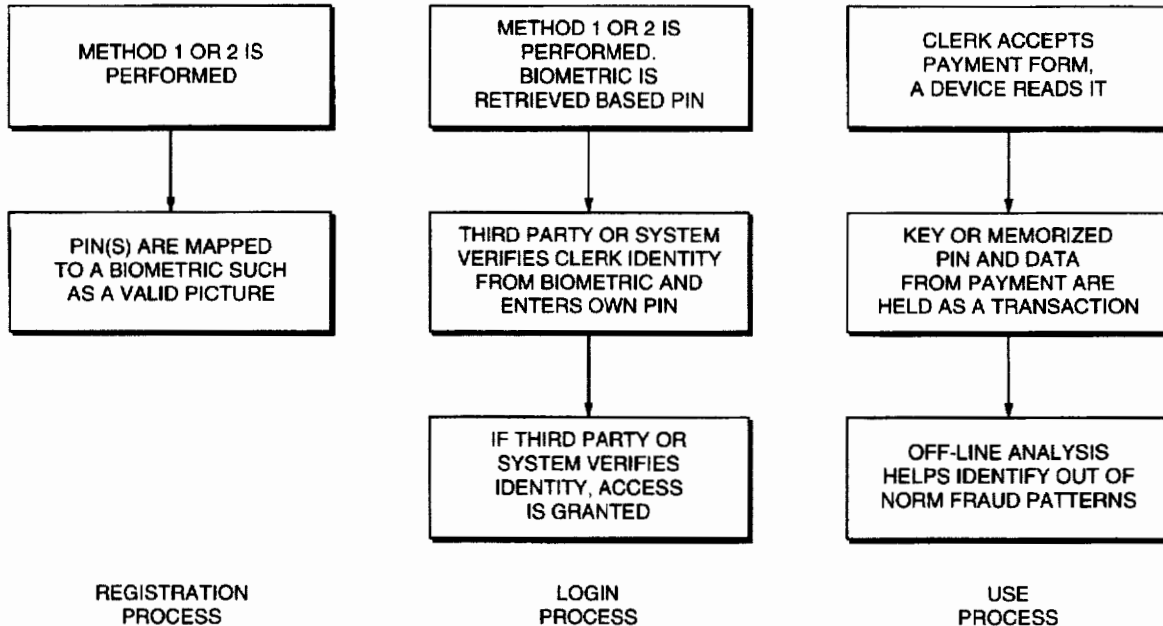 METHOD 1 OR 2 IS
PERFORMED
PIN(S) ARE MAPPED
TO A BIOMETRIC SUCH
AS A VALID PICTURE
REGISTRATION
PROCESS
METHOD 1 OR 2 IS
PERFORMED.
BIOMETRIC IS
RETRIEVED BASED PIN
THIRD PARTY OR SYSTEM
VERIFIES CLERK IDENTITY
FROM BIOMETRIC AND
ENTERS OWN PIN
IF THIRD PARTY OR
SYSTEM VERIFIES
IDENTITY, ACCESS
IS GRANTED
LOGIN
PROCESS
CLERK ACCEPTS
PAYMENT FORM,
A DEVICE READS IT
KEY OR MEMORIZED
PIN AND DATA
FROM PAYMENT ARE
HELD AS A TRANSACTION
OFF-LINE ANALYSIS
HELPS IDENTIFY OUT OF
NORM FRAUD PATTERNS
USE
PROCESS